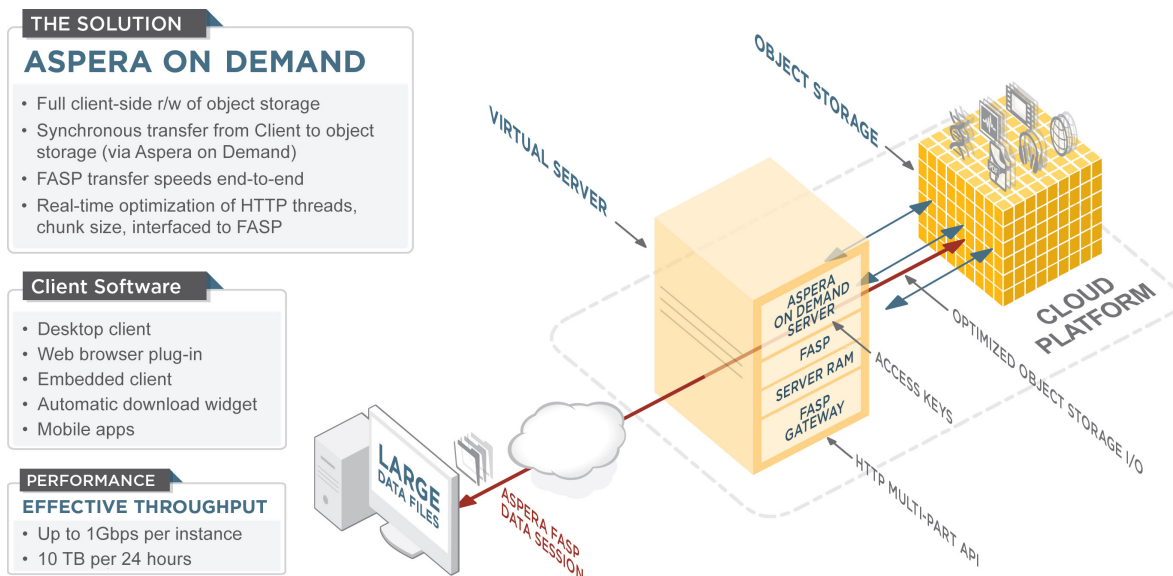 THE SOLUTION
ASPERA ON DEMAND
• Full client-side r/w of object storage
• Synchronous transfer from Client to object
storage (via Aspera on Demand)
• FASP transfer speeds end-to-end
• Real-time optimization of HTTP threads,
chunk size, interfaced to FASP
Client Software
• Desktop client
• Web browser plug-in
• Embedded client
• Automatic download widget
• Mobile apps
PERFORMANCE
EFFECTIVE THROUGHPUT
• Up to 1Gbps per instance
• 10 TB per 24 hours
LARGE
DATA FILES
ASPERA FASP
DATA SESSION
VIRTUAL SERVER
OBJECT STORAGE
ASPERA
ON DEMAND
SERVER
FASP
SERVER RAM
FASP
GATEWAY
CLOUD
PLATFORM
OPTIMIZED OBJECT STORAGE I/O
ACCESS KEYS
HTTP MULTI-PART API